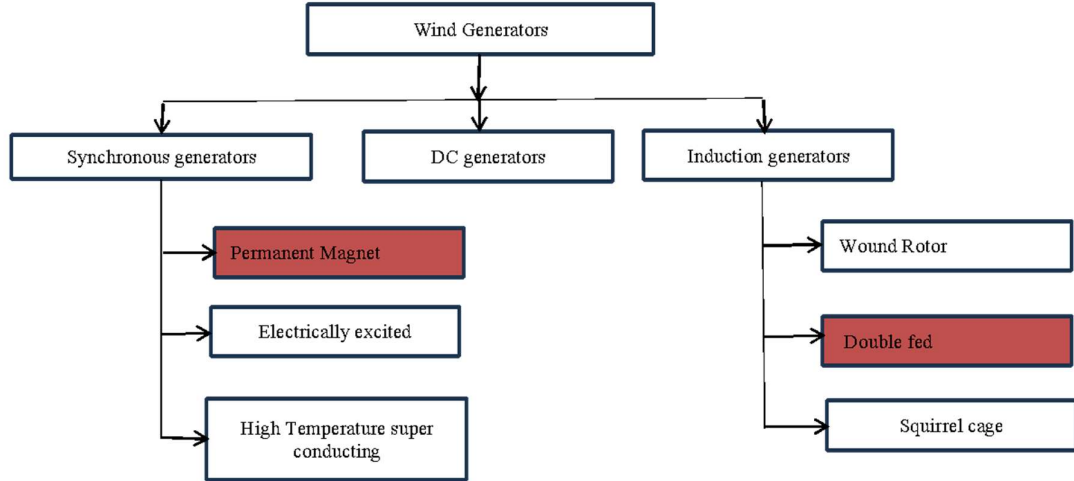 Wind Generators
Synchronous generators
DC generators
Induction generators
Permanent Magnet
Electrically excited
High Temperature super
conducting
Wound Rotor
Double fed
Squirrel cage